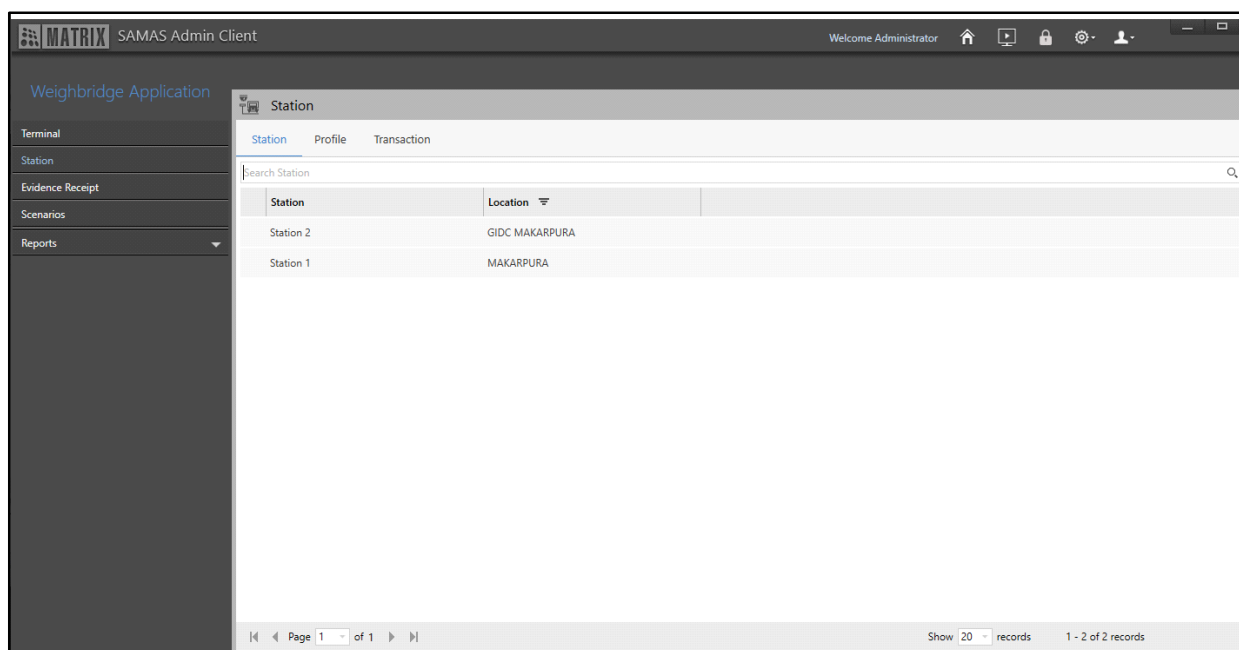 MATRIX SAMAS Admin Client Welcome Administrator
Weighbridge Application
Station
Terminal
Station
Evidence Receipt
Scenarios
Reports
Station Profile Transaction
Search Station
Station Location
Station 2 GIDC MAKARPURA
Station 1 MAKARPURA
Page 1 of 1 Show 20 records 1 - 2 of 2 records